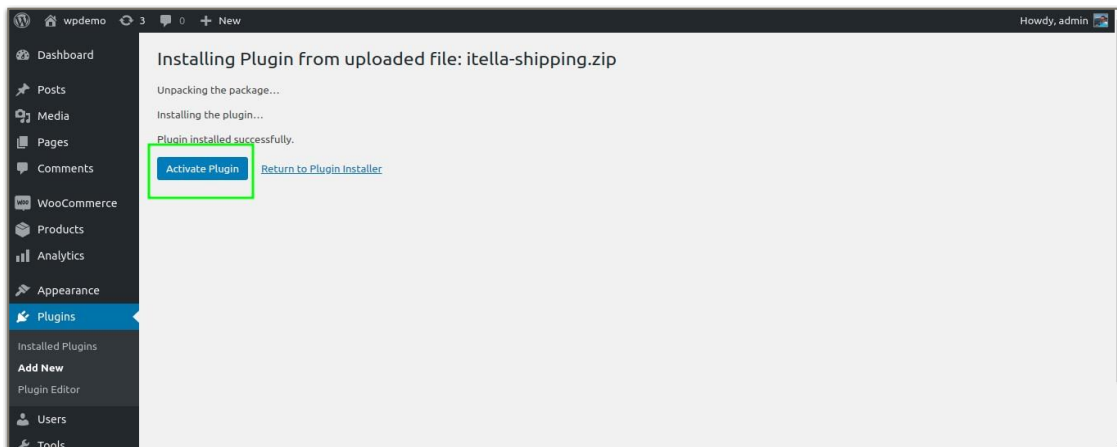 wpdemo 3 0 + New Howdy, admin
Dashboard
Posts
Media
Pages
Comments
WooCommerce
Products
Analytics
Appearance
Plugins
Installed Plugins
Add New
Plugin Editor
Users
Tools
Installing Plugin from uploaded file: itella-shipping.zip
Unpacking the package…
Installing the plugin…
Plugin installed successfully.
Activate Plugin Return to Plugin Installer